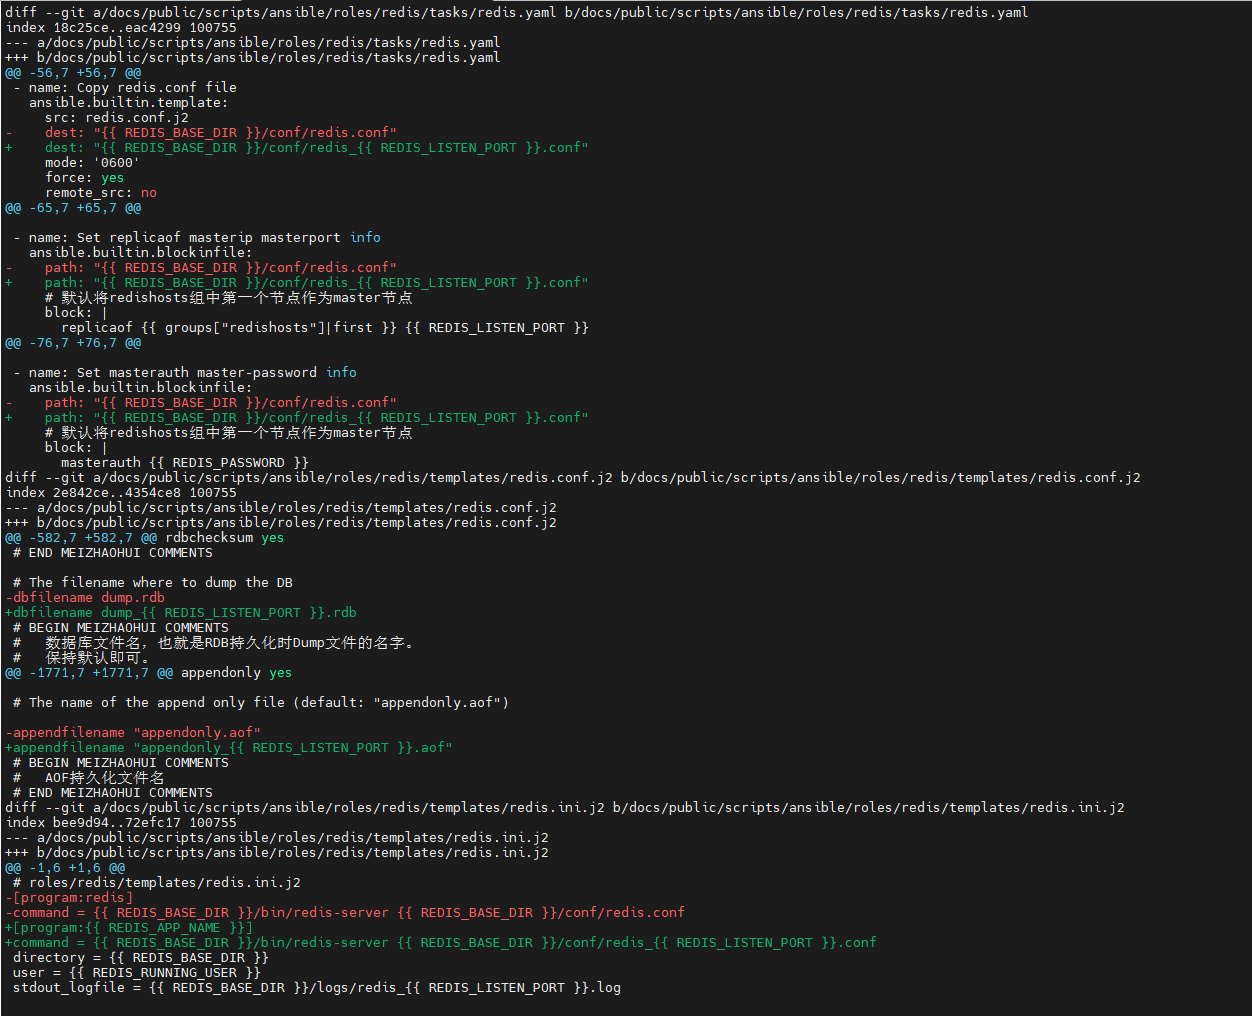 diff --git a/docs/public/scripts/ansible/roles/redis/tasks/redis.yaml b/docs/public/scripts/ansible/roles/redis/tasks/redis.yaml
index 18c25ce..eac4299 100755
--- a/docs/public/scripts/ansible/roles/redis/tasks/redis.yaml
+++ b/docs/public/scripts/ansible/roles/redis/tasks/redis.yaml
@@ -56,7 +56,7 @@
 - name: Copy redis.conf file
   ansible.builtin.template:
     src: redis.conf.j2
-    dest: "{{ REDIS_BASE_DIR }}/conf/redis.conf"
+    dest: "{{ REDIS_BASE_DIR }}/conf/redis_{{ REDIS_LISTEN_PORT }}.conf"
     mode: '0600'
     force: yes
     remote_src: no
@@ -65,7 +65,7 @@
 - name: Set replicaof masterip masterport info
   ansible.builtin.blockinfile:
-    path: "{{ REDIS_BASE_DIR }}/conf/redis.conf"
+    path: "{{ REDIS_BASE_DIR }}/conf/redis_{{ REDIS_LISTEN_PORT }}.conf"
     # 默认将redishosts组中第一个节点作为master节点
     block: |
       replicaof {{ groups["redishosts"]|first }} {{ REDIS_LISTEN_PORT }}
@@ -76,7 +76,7 @@
 - name: Set masterauth master-password info
   ansible.builtin.blockinfile:
-    path: "{{ REDIS_BASE_DIR }}/conf/redis.conf"
+    path: "{{ REDIS_BASE_DIR }}/conf/redis_{{ REDIS_LISTEN_PORT }}.conf"
     # 默认将redishosts组中第一个节点作为master节点
     block: |
       masterauth {{ REDIS_PASSWORD }}
diff --git a/docs/public/scripts/ansible/roles/redis/templates/redis.conf.j2 b/docs/public/scripts/ansible/roles/redis/templates/redis.conf.j2
index 2e842ce..4354ce8 100755
--- a/docs/public/scripts/ansible/roles/redis/templates/redis.conf.j2
+++ b/docs/public/scripts/ansible/roles/redis/templates/redis.conf.j2
@@ -582,7 +582,7 @@ rdbchecksum yes
 # END MEIZHAOHUI COMMENTS
 # The filename where to dump the DB
-dbfilename dump.rdb
+dbfilename dump_{{ REDIS_LISTEN_PORT }}.rdb
 # BEGIN MEIZHAOHUI COMMENTS
 #   数据库文件名，也就是RDB持久化时Dump文件的名字。
 #   保持默认即可。
@@ -1771,7 +1771,7 @@ appendonly yes
 # The name of the append only file (default: "appendonly.aof")
-appendfilename "appendonly.aof"
+appendfilename "appendonly_{{ REDIS_LISTEN_PORT }}.aof"
 # BEGIN MEIZHAOHUI COMMENTS
 #   AOF持久化文件名
 # END MEIZHAOHUI COMMENTS
diff --git a/docs/public/scripts/ansible/roles/redis/templates/redis.ini.j2 b/docs/public/scripts/ansible/roles/redis/templates/redis.ini.j2
index bee9d94..72efc17 100755
--- a/docs/public/scripts/ansible/roles/redis/templates/redis.ini.j2
+++ b/docs/public/scripts/ansible/roles/redis/templates/redis.ini.j2
@@ -1,6 +1,6 @@
 # roles/redis/templates/redis.ini.j2
-[program:redis]
-command = {{ REDIS_BASE_DIR }}/bin/redis-server {{ REDIS_BASE_DIR }}/conf/redis.conf
+[program:{{ REDIS_APP_NAME }}]
+command = {{ REDIS_BASE_DIR }}/bin/redis-server {{ REDIS_BASE_DIR }}/conf/redis_{{ REDIS_LISTEN_PORT }}.conf
 directory = {{ REDIS_BASE_DIR }}
 user = {{ REDIS_RUNNING_USER }}
 stdout_logfile = {{ REDIS_BASE_DIR }}/logs/redis_{{ REDIS_LISTEN_PORT }}.log